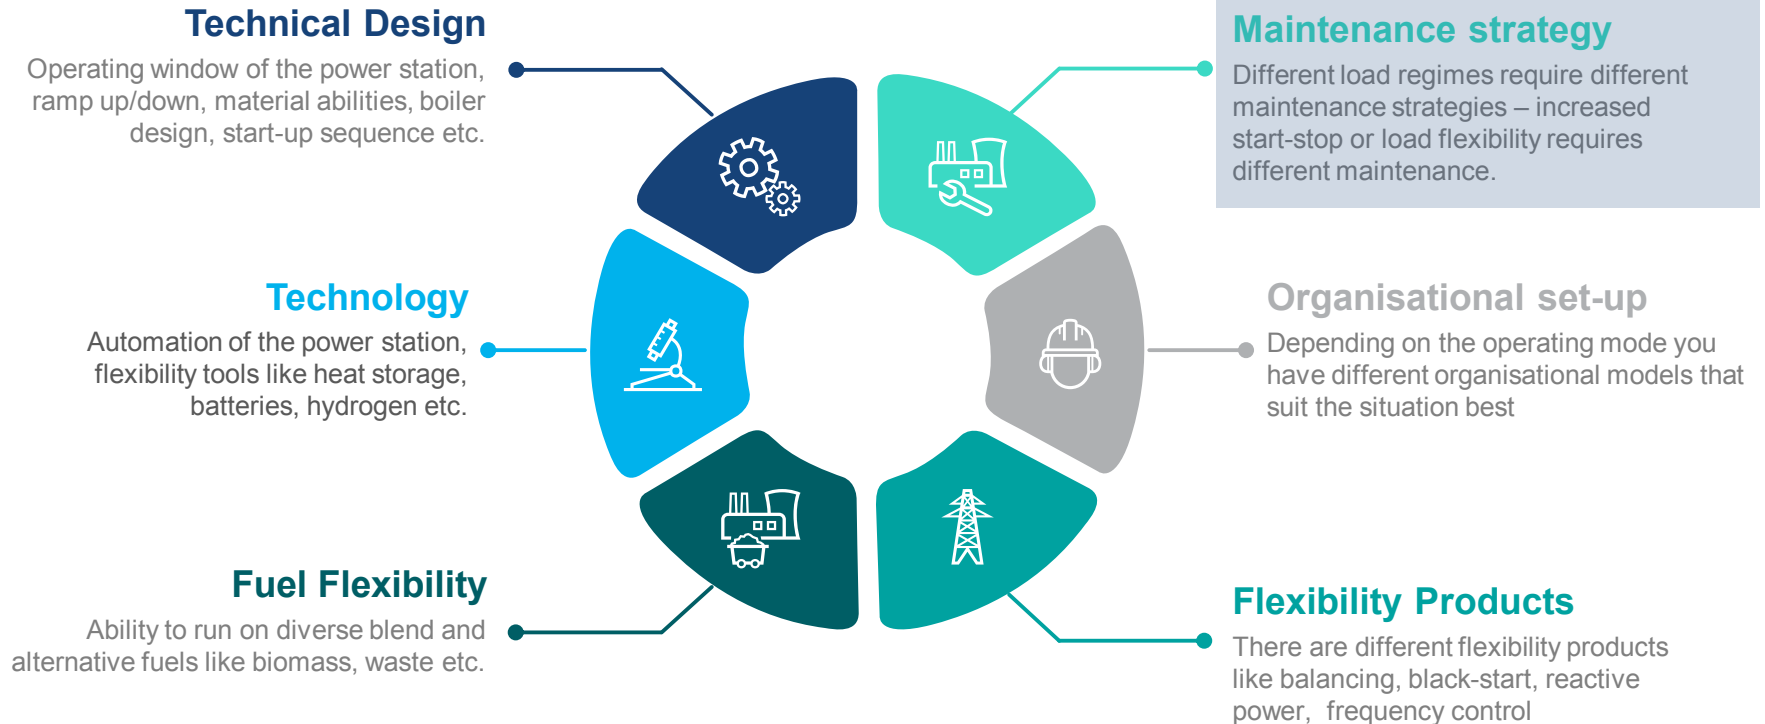 Technical Design
Operating window of the power station,
ramp up/down, material abilities, boiler
design, start-up sequence etc.
Maintenance strategy
Different load regimes require different
maintenance strategies – increased
start-stop or load flexibility requires
different maintenance.
Technology
Automation of the power station,
flexibility tools like heat storage,
batteries, hydrogen etc.
Organisational set-up
Depending on the operating mode you
have different organisational models that
suit the situation best
Fuel Flexibility
Ability to run on diverse blend and
alternative fuels like biomass, waste etc.
Flexibility Products
There are different flexibility products
like balancing, black-start, reactive
power, frequency control